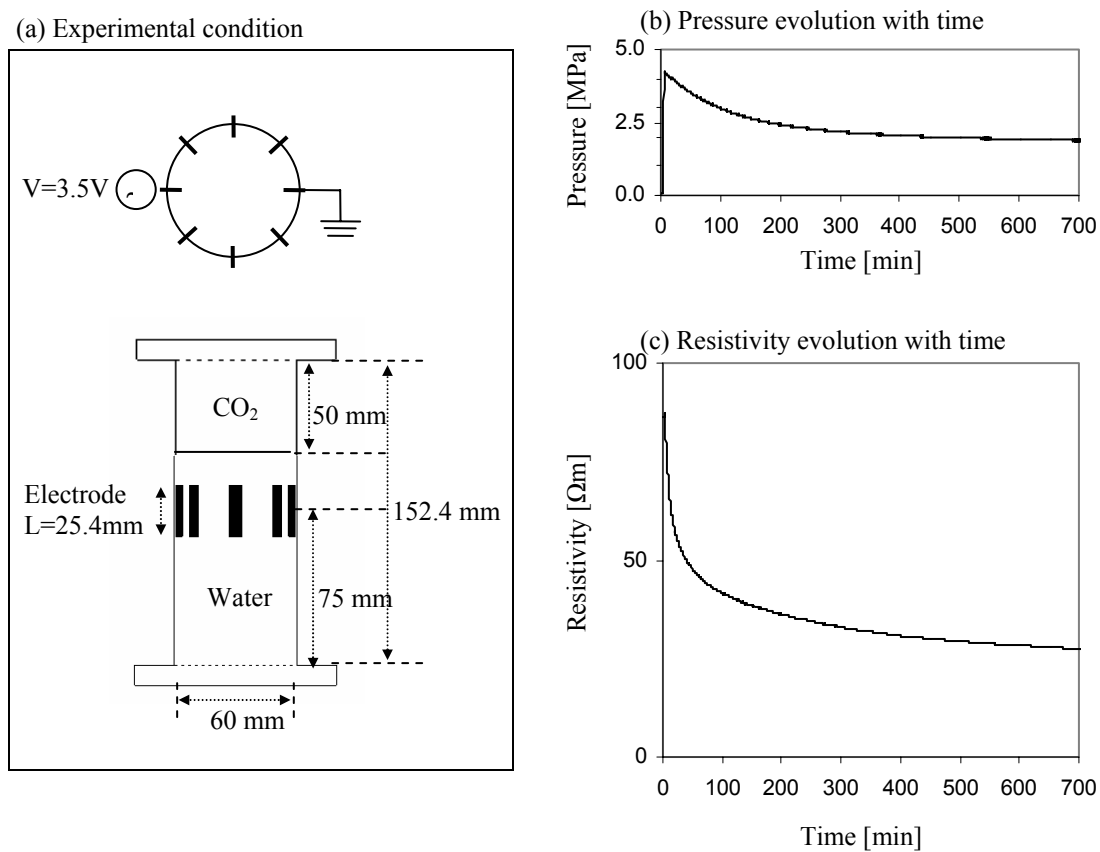 (a) Experimental condition
V=3.5V
CO₂
50 mm
Electrode
L=25.4mm
152.4 mm
Water
75 mm
60 mm
(b) Pressure evolution with time
Pressure [MPa]
5.0
2.5
0.0
0 100 200 300 400 500 600 700
Time [min]
(c) Resistivity evolution with time
Resistivity [Ωm]
100
50
0
0 100 200 300 400 500 600 700
Time [min]